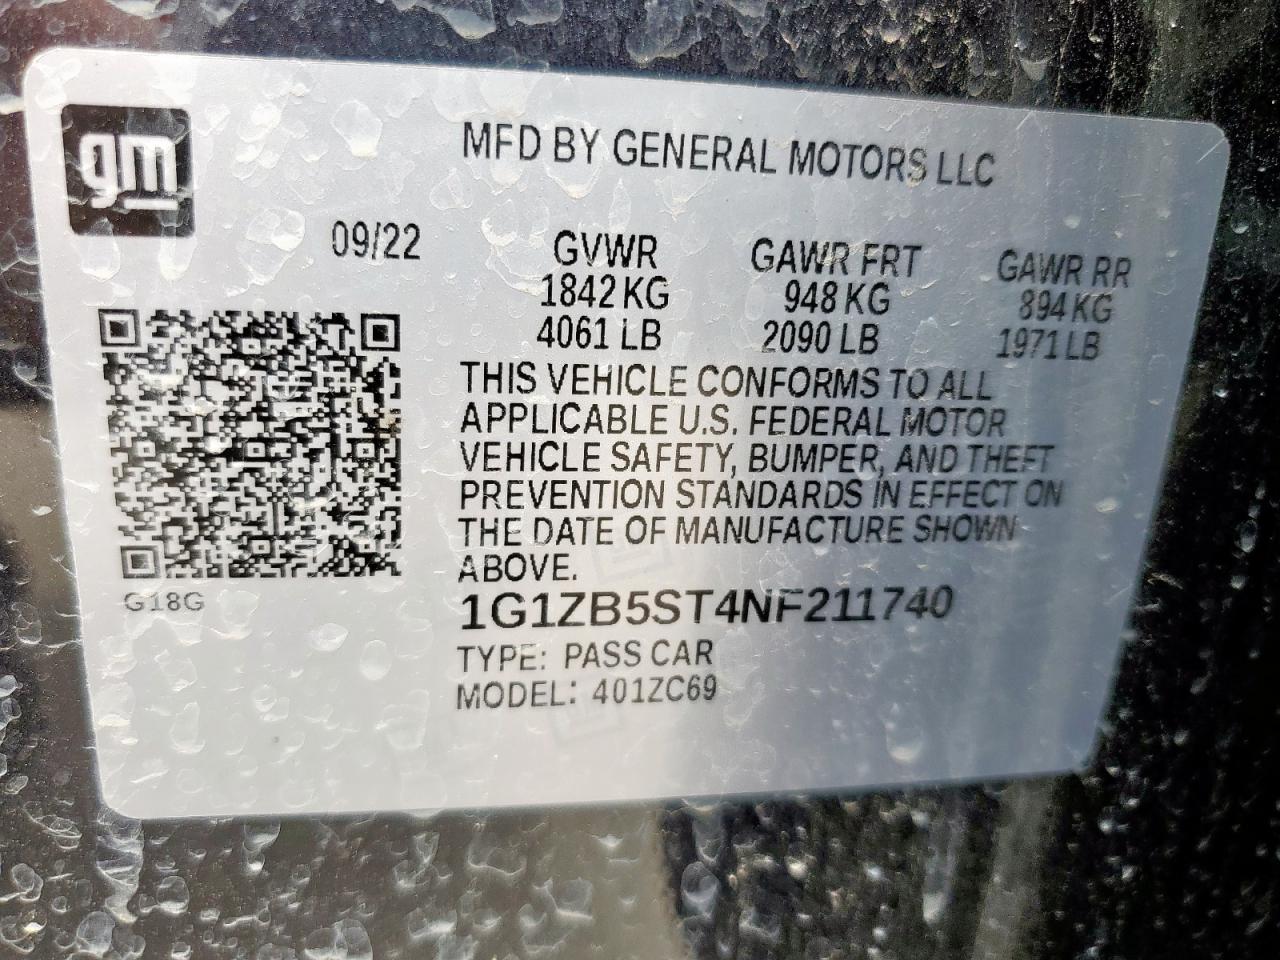 gm
MFD BY GENERAL MOTORS LLC
09/22 GVWR GAWR FRT GAWR RR
1842 KG 948 KG 894 KG
4061 LB 2090 LB 1971 LB
THIS VEHICLE CONFORMS TO ALL
APPLICABLE U.S. FEDERAL MOTOR
VEHICLE SAFETY, BUMPER, AND THEFT
PREVENTION STANDARDS IN EFFECT ON
THE DATE OF MANUFACTURE SHOWN
ABOVE.
G18G
1G1ZB5ST4NF211740
TYPE: PASS CAR
MODEL: 401ZC69